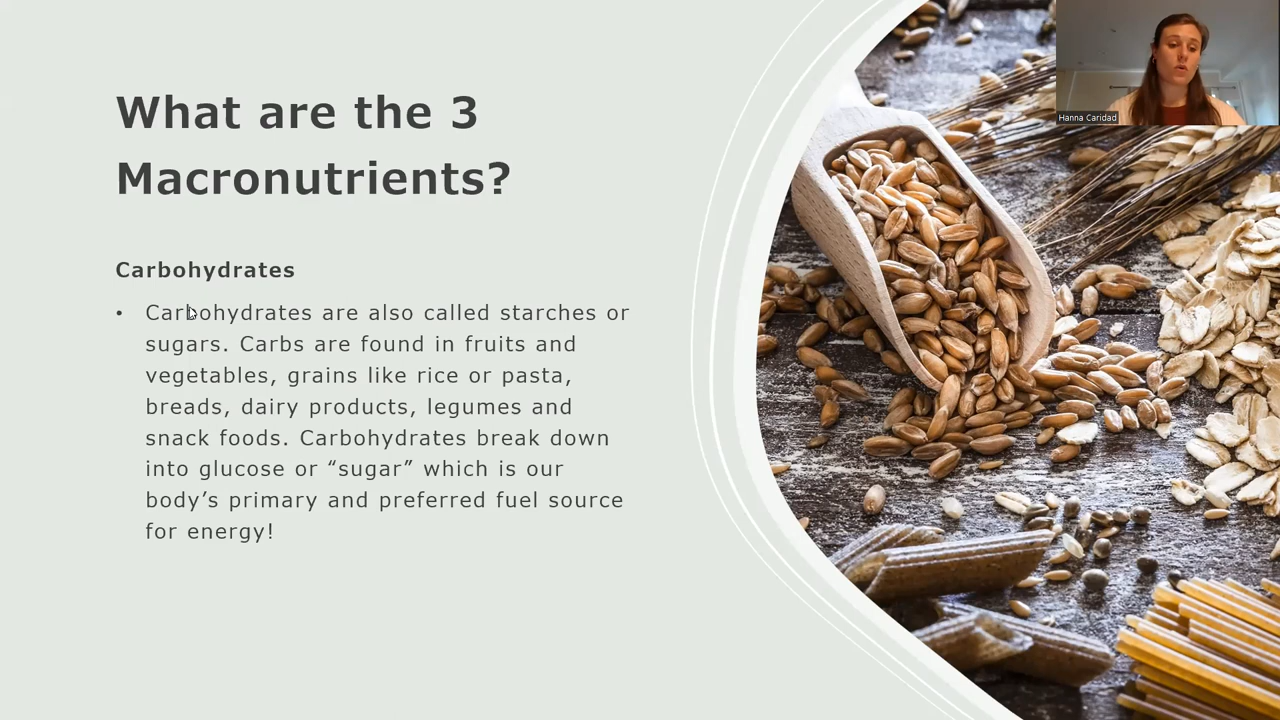 What are the 3
Macronutrients?
Carbohydrates
• Carbohydrates are also called starches or
sugars. Carbs are found in fruits and
vegetables, grains like rice or pasta,
breads, dairy products, legumes and
snack foods. Carbohydrates break down
into glucose or “sugar” which is our
body’s primary and preferred fuel source
for energy!
Hanna Caridad